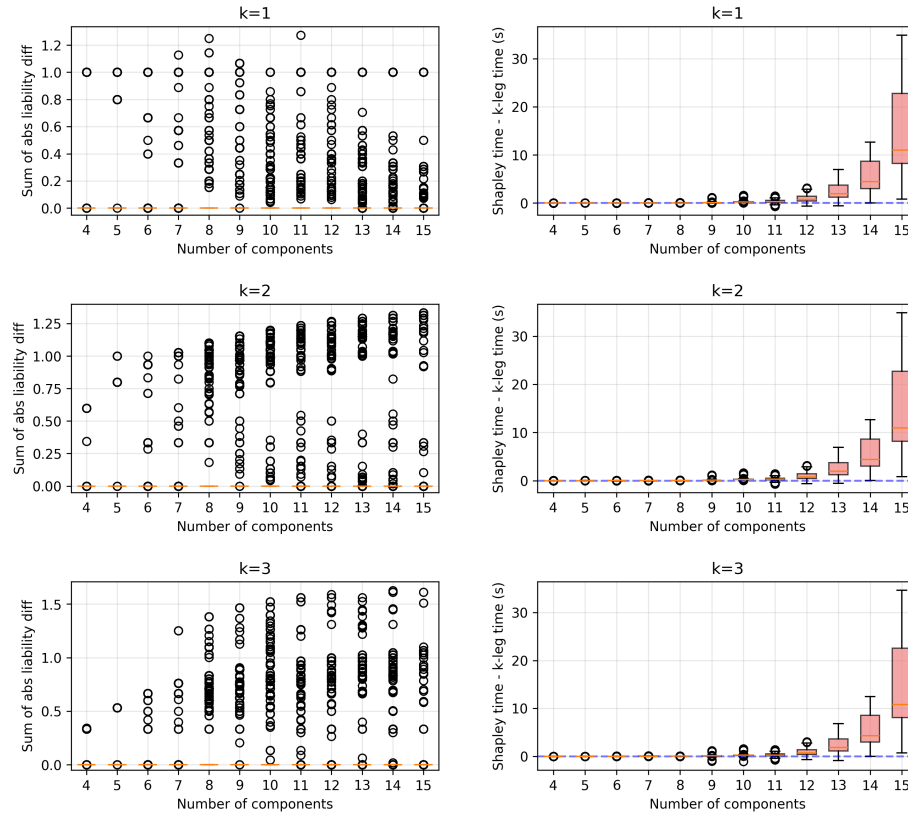 k=1
Sum of abs liability diff
1.2
1.0
0.8
0.6
0.4
0.2
0.0
4 5 6 7 8 9 10 11 12 13 14 15
Number of components
k=1
Shapley time - k-leg time (s)
30
20
10
0
4 5 6 7 8 9 10 11 12 13 14 15
Number of components
k=2
Sum of abs liability diff
1.25
1.00
0.75
0.50
0.25
0.00
4 5 6 7 8 9 10 11 12 13 14 15
Number of components
k=2
Shapley time - k-leg time (s)
30
20
10
0
4 5 6 7 8 9 10 11 12 13 14 15
Number of components
k=3
Sum of abs liability diff
1.5
1.0
0.5
0.0
4 5 6 7 8 9 10 11 12 13 14 15
Number of components
k=3
Shapley time - k-leg time (s)
30
20
10
0
4 5 6 7 8 9 10 11 12 13 14 15
Number of components